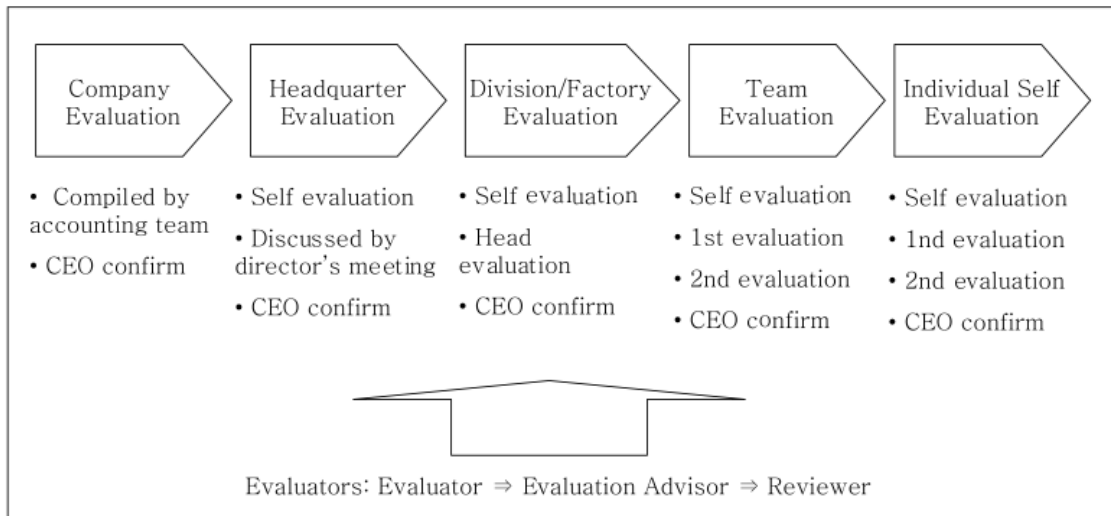 Company
Evaluation
Headquarter
Evaluation
Division/Factory
Evaluation
Team
Evaluation
Individual Self
Evaluation
• Compiled by
accounting team
• CEO confirm
• Self evaluation
• Discussed by
director's meeting
• CEO confirm
• Self evaluation
• Head
evaluation
• CEO confirm
• Self evaluation
• 1st evaluation
• 2nd evaluation
• CEO confirm
• Self evaluation
• 1nd evaluation
• 2nd evaluation
• CEO confirm
Evaluators: Evaluator ⇒ Evaluation Advisor ⇒ Reviewer